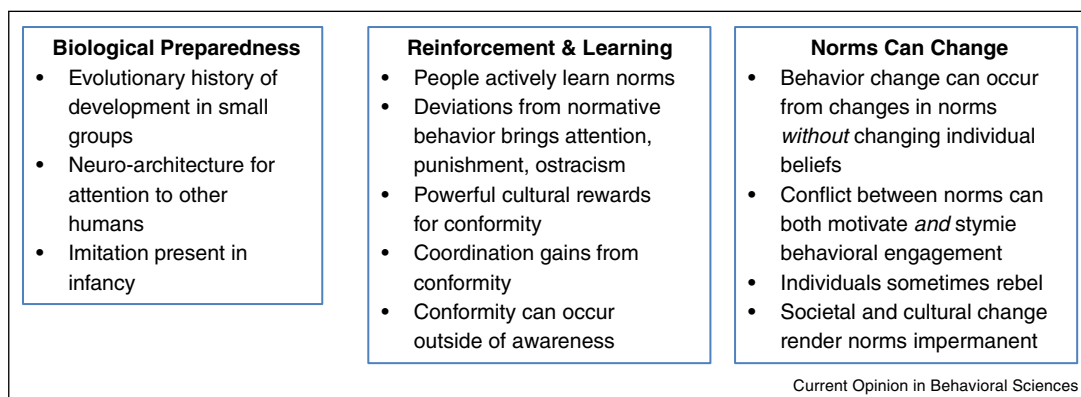 Biological Preparedness
• Evolutionary history of
development in small
groups
• Neuro-architecture for
attention to other
humans
• Imitation present in
infancy
Reinforcement & Learning
• People actively learn norms
• Deviations from normative
behavior brings attention,
punishment, ostracism
• Powerful cultural rewards
for conformity
• Coordination gains from
conformity
• Conformity can occur
outside of awareness
Norms Can Change
• Behavior change can occur
from changes in norms
without changing individual
beliefs
• Conflict between norms can
both motivate and stymie
behavioral engagement
• Individuals sometimes rebel
• Societal and cultural change
render norms impermanent
Current Opinion in Behavioral Sciences